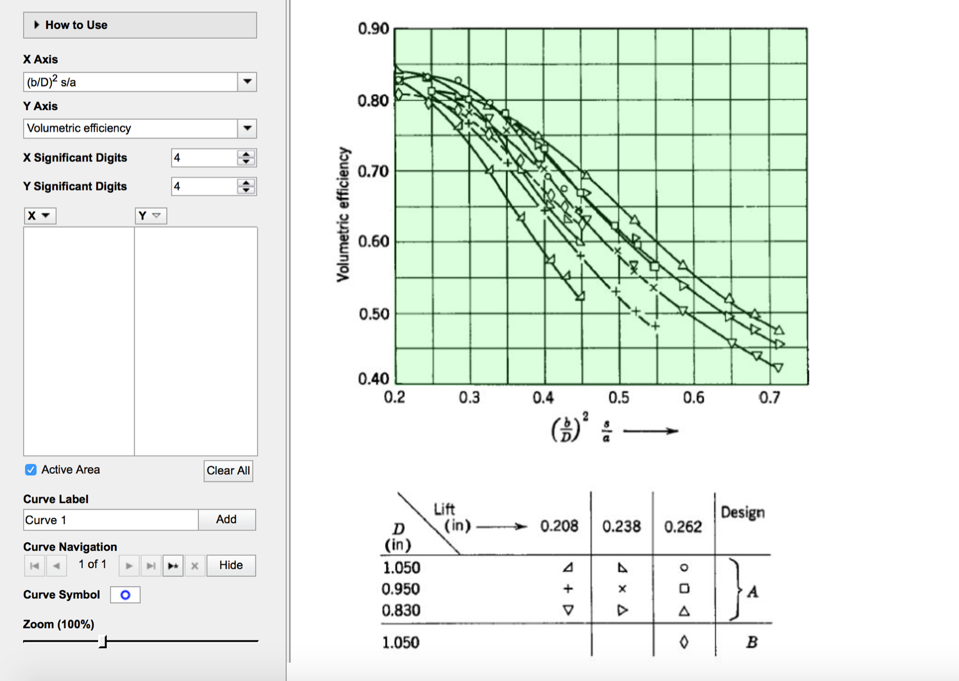 How to Use
X Axis
(b/D)² s/a
Y Axis
Volumetric efficiency
X Significant Digits 4
Y Significant Digits 4
X Y
Active Area Clear All
Curve Label
Curve 1 Add
Curve Navigation
1 of 1 Hide
Curve Symbol
Zoom (100%)
0.90
0.80
0.70
0.60
0.50
0.40
Volumetric efficiency
0.2 0.3 0.4 0.5 0.6 0.7
(b/D)² s/a
Lift (in) 0.208 0.238 0.262 Design
D (in)
1.050
0.950 A
0.830
1.050 B